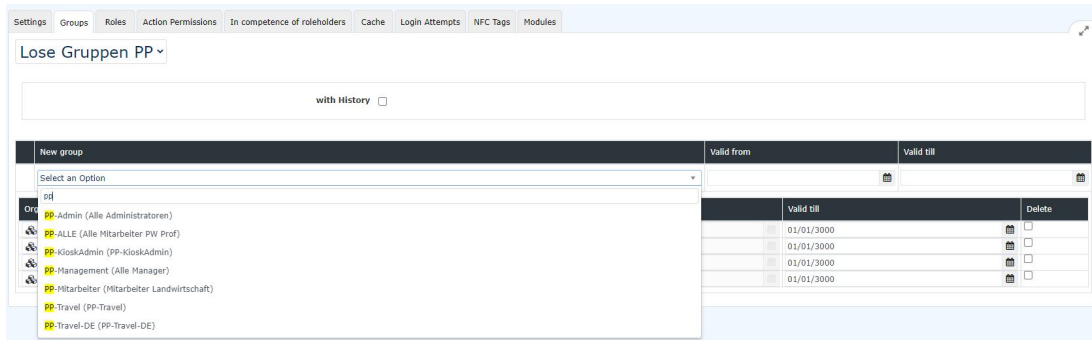 Settings Groups Roles Action Permissions In competence of roleholders Cache Login Attempts NFC Tags Modules
Lose Gruppen PP
with History
New group Valid from Valid till
Select an Option
pp
Org Valid till Delete
PP-Admin (Alle Administratoren)
01/01/3000
PP-ALLE (Alle Mitarbeiter PW Prof)
01/01/3000
PP-KioskAdmin (PP-KioskAdmin)
01/01/3000
PP-Management (Alle Manager)
01/01/3000
PP-Mitarbeiter (Mitarbeiter Landwirtschaft)
PP-Travel (PP-Travel)
PP-Travel-DE (PP-Travel-DE)